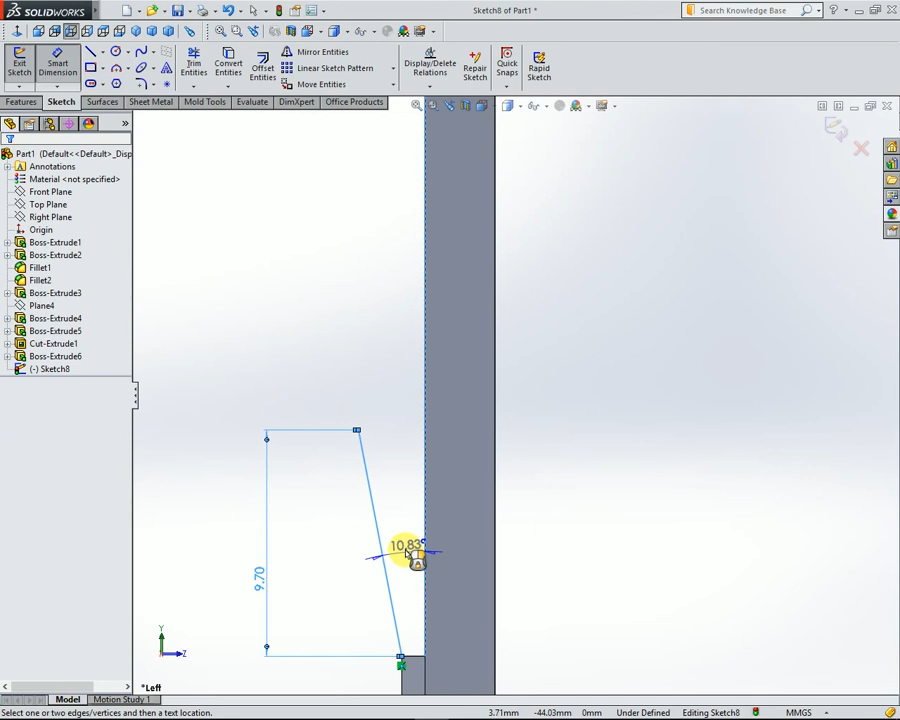 SOLIDWORKS
Sketch8 of Part1 *
Search Knowledge Base
Exit Sketch
Smart Dimension
Trim Entities
Convert Entities
Offset Entities
Mirror Entities
Linear Sketch Pattern
Move Entities
Display/Delete Relations
Repair Sketch
Quick Snaps
Rapid Sketch
Features
Sketch
Surfaces
Sheet Metal
Mold Tools
Evaluate
DimXpert
Office Products
Part1 (Default<<Default>_Disp
Annotations
Material <not specified>
Front Plane
Top Plane
Right Plane
Origin
Boss-Extrude1
Boss-Extrude2
Fillet1
Fillet2
Boss-Extrude3
Plane4
Boss-Extrude4
Boss-Extrude5
Cut-Extrude1
Boss-Extrude6
(-) Sketch8
10.83°
9.70
Y
Z
*Left
Model
Motion Study 1
Select one or two edges/vertices and then a text location.
3.71mm
-44.03mm
0mm
Under Defined
Editing Sketch8
MMGS